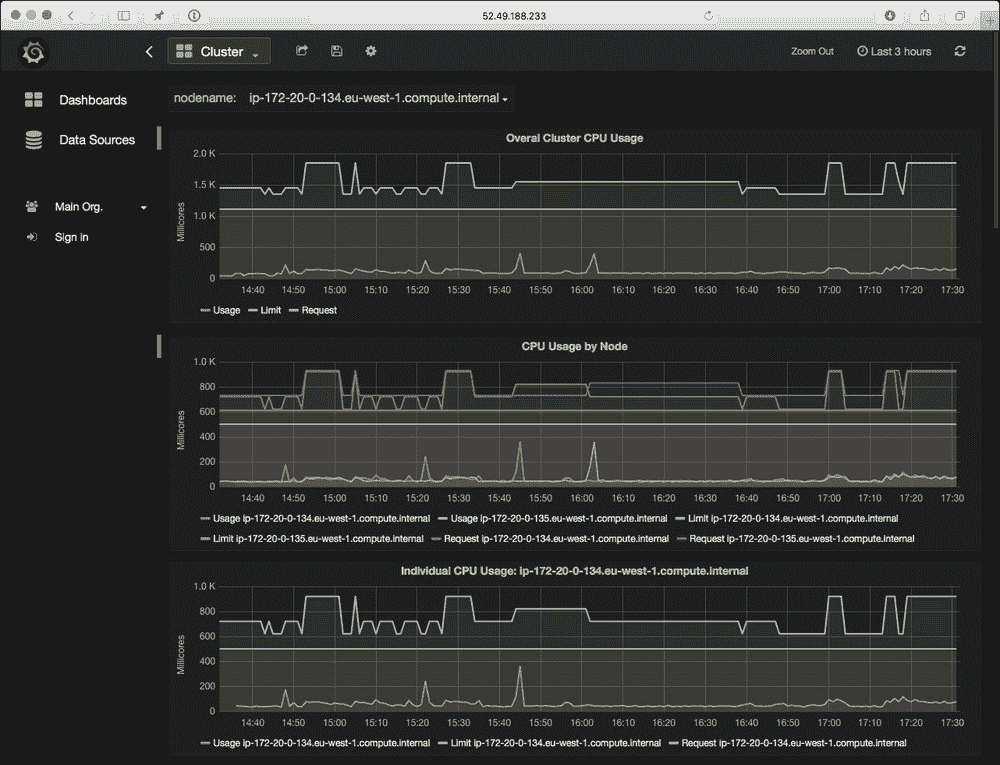 52.49.188.233
Cluster
Zoom Out Last 3 hours
Dashboards
Data Sources
Main Org.
Sign in
nodename: ip-172-20-0-134.eu-west-1.compute.internal
Overal Cluster CPU Usage
2.0 K
1.5 K
1.0 K
500
0
Millicores
14:40 14:50 15:00 15:10 15:20 15:30 15:40 15:50 16:00 16:10 16:20 16:30 16:40 16:50 17:00 17:10 17:20 17:30
Usage Limit Request
CPU Usage by Node
1.0 K
800
600
400
200
0
Millicores
14:40 14:50 15:00 15:10 15:20 15:30 15:40 15:50 16:00 16:10 16:20 16:30 16:40 16:50 17:00 17:10 17:20 17:30
Usage ip-172-20-0-134.eu-west-1.compute.internal Usage ip-172-20-0-135.eu-west-1.compute.internal Limit ip-172-20-0-134.eu-west-1.compute.internal
Limit ip-172-20-0-135.eu-west-1.compute.internal Request ip-172-20-0-134.eu-west-1.compute.internal Request ip-172-20-0-135.eu-west-1.compute.internal
Individual CPU Usage: ip-172-20-0-134.eu-west-1.compute.internal
1.0 K
800
600
400
200
0
Millicores
14:40 14:50 15:00 15:10 15:20 15:30 15:40 15:50 16:00 16:10 16:20 16:30 16:40 16:50 17:00 17:10 17:20 17:30
Usage ip-172-20-0-134.eu-west-1.compute.internal Limit ip-172-20-0-134.eu-west-1.compute.internal Request ip-172-20-0-134.eu-west-1.compute.internal